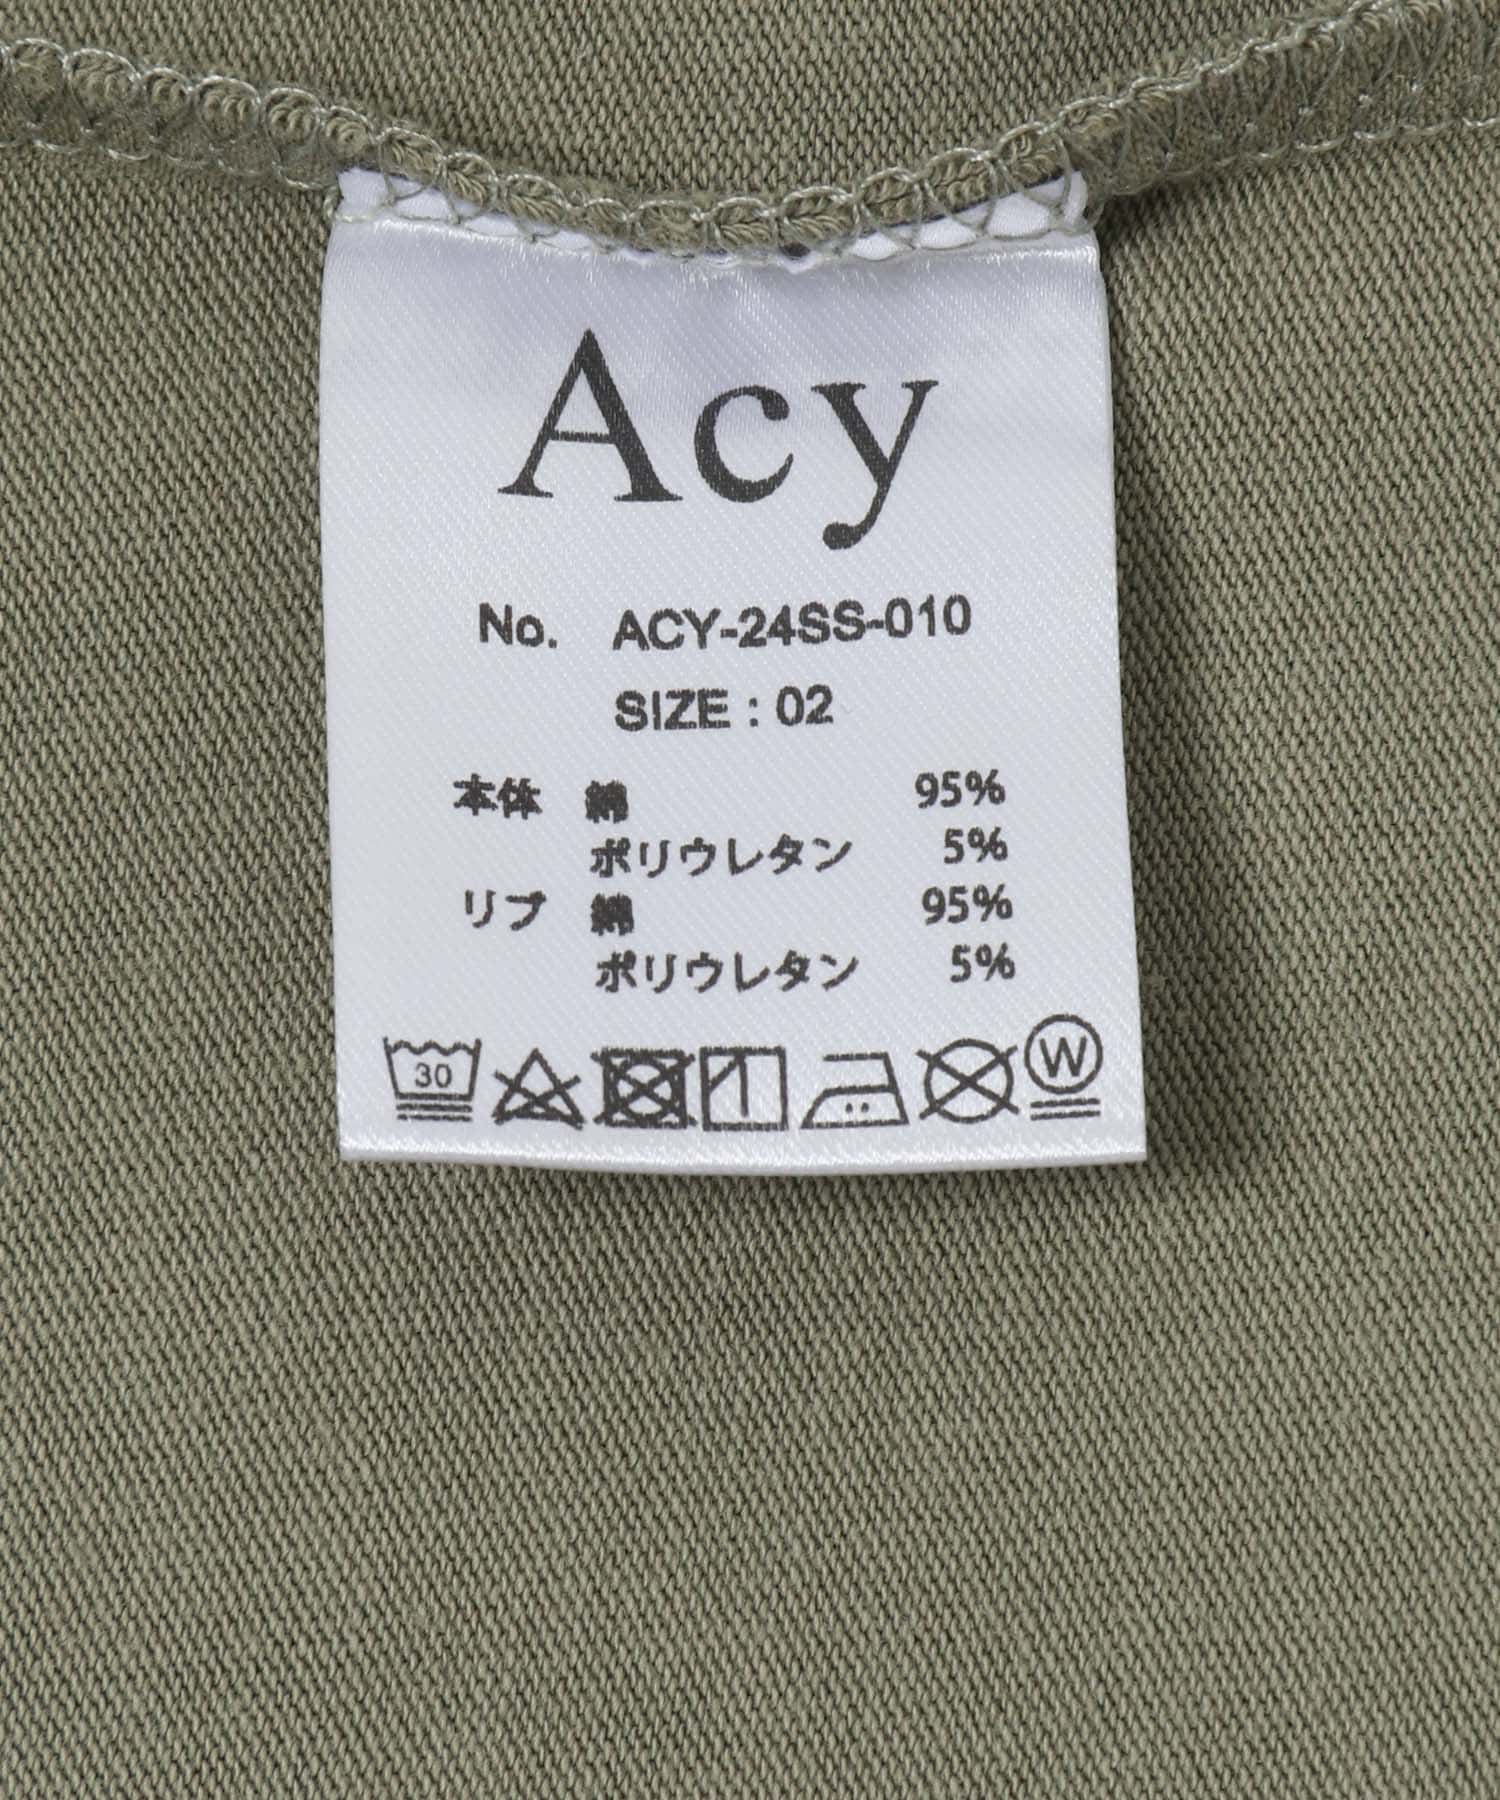 Acy
No. ACY-24SS-010
SIZE : 02
本体 綿 95%
ポリウレタン 5%
リブ 綿 95%
ポリウレタン 5%
30 W